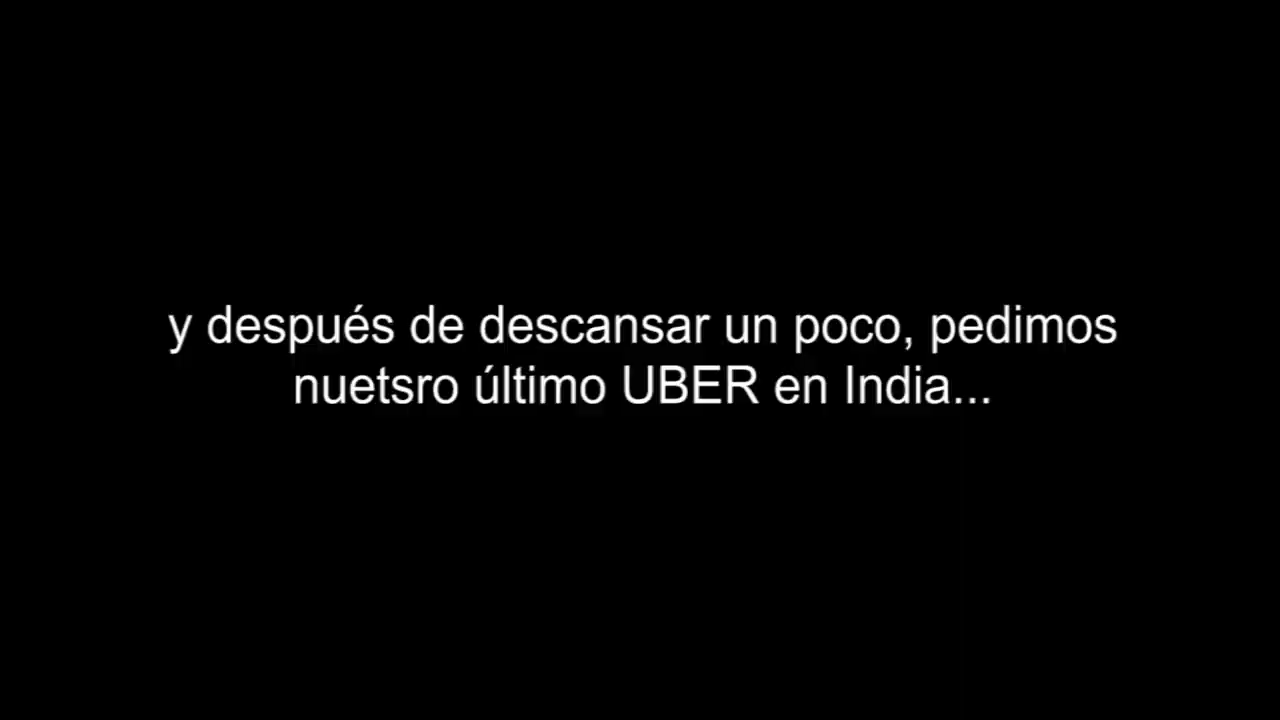 y después de descansar un poco, pedimos
nuetsro último UBER en India...